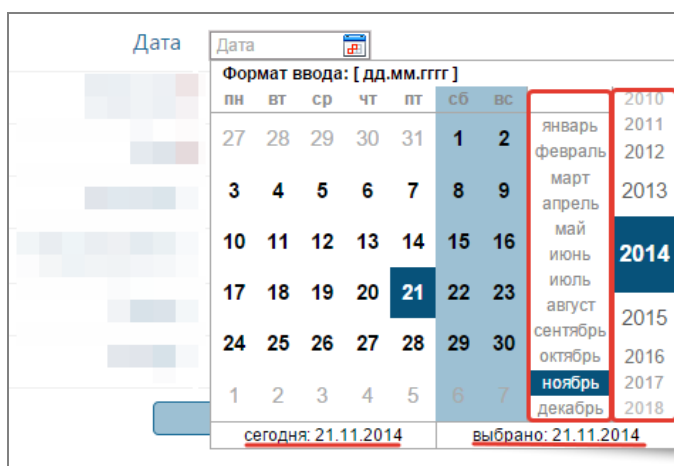 Дата
Дата
Формат ввода: [ дд.мм.гггг ]
пн вт ср чт пт сб вс
27 28 29 30 31 1 2
3 4 5 6 7 8 9
10 11 12 13 14 15 16
17 18 19 20 21 22 23
24 25 26 27 28 29 30
1 2 3 4 5 6 7
январь
февраль
март
апрель
май
июнь
июль
август
сентябрь
октябрь
ноябрь
декабрь
2010
2011
2012
2013
2014
2015
2016
2017
2018
сегодня: 21.11.2014
выбрано: 21.11.2014